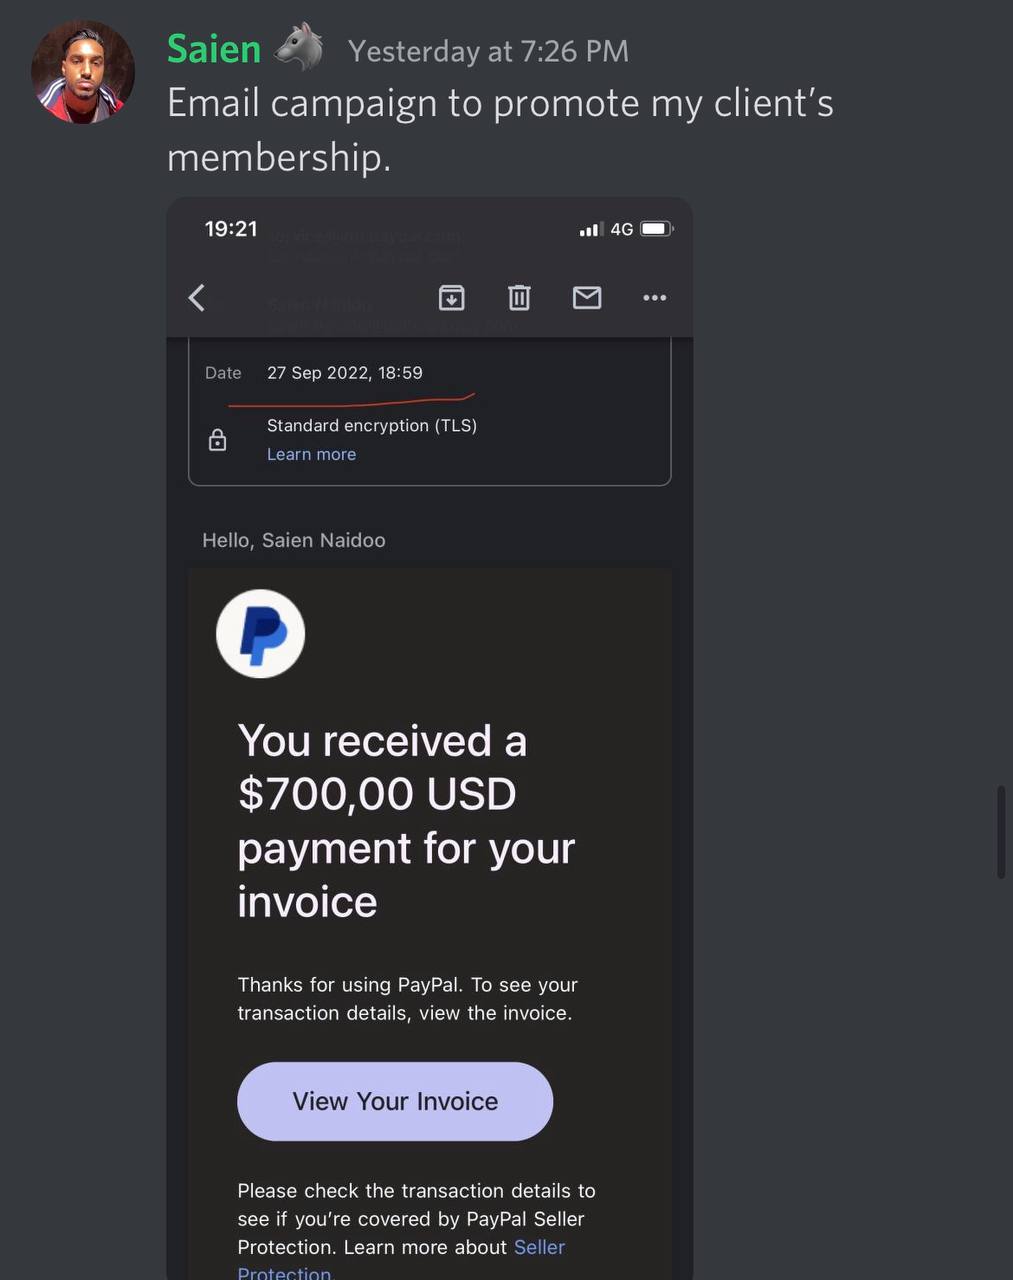 Saien Yesterday at 7:26 PM
Email campaign to promote my client’s
membership.
19:21 4G
Date 27 Sep 2022, 18:59
Standard encryption (TLS)
Learn more
Hello, Saien Naidoo
You received a
$700,00 USD
payment for your
invoice
Thanks for using PayPal. To see your
transaction details, view the invoice.
View Your Invoice
Please check the transaction details to
see if you’re covered by PayPal Seller
Protection. Learn more about Seller
Protection.